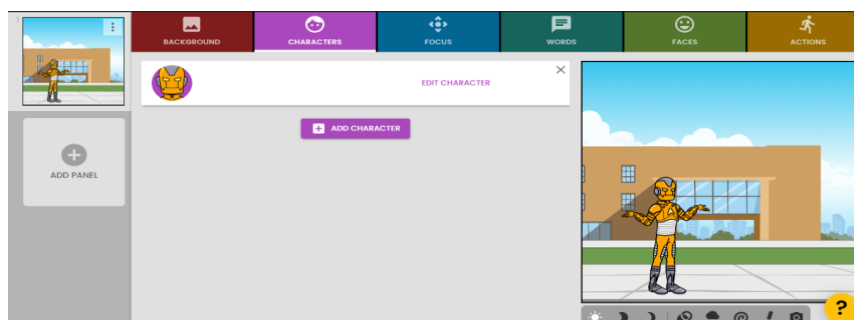 1
BACKGROUND
CHARACTERS
FOCUS
WORDS
FACES
ACTIONS
EDIT CHARACTER
ADD CHARACTER
ADD PANEL
?